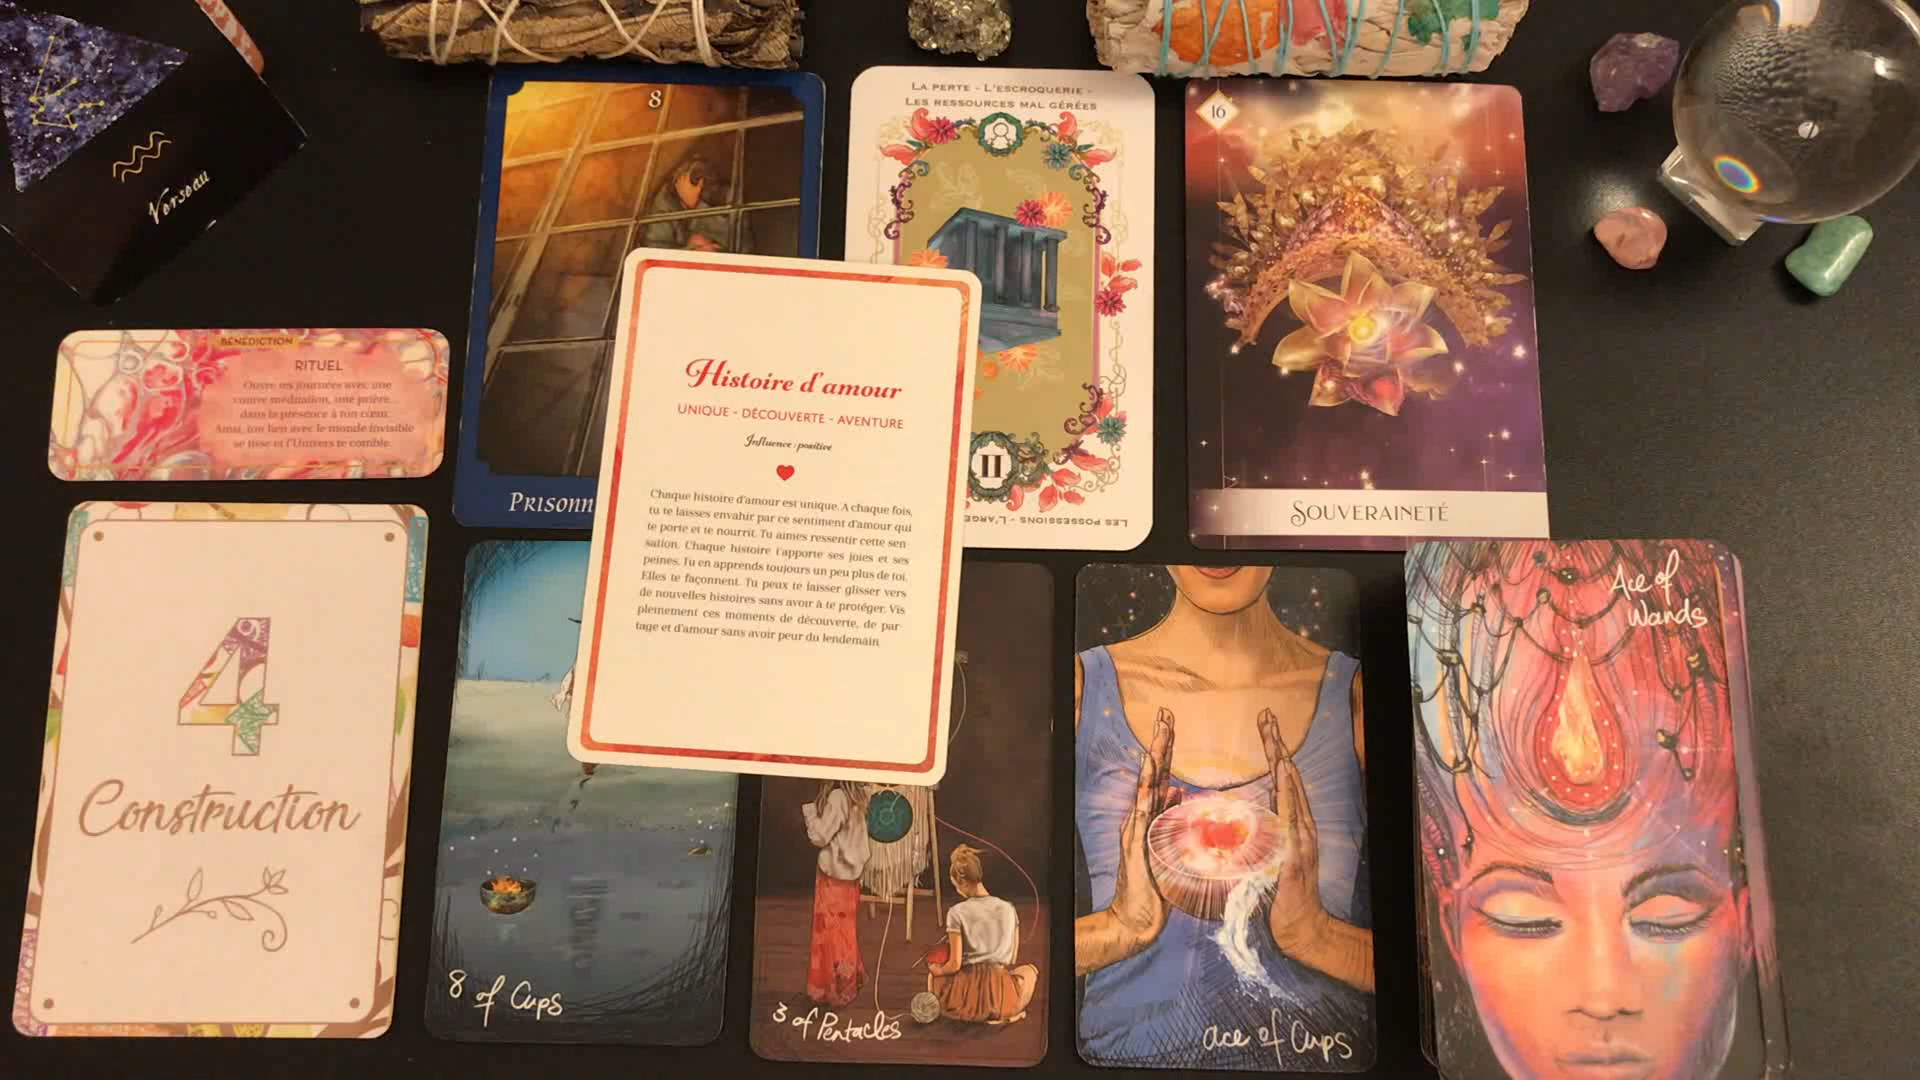 Verseau
BÉNÉDICTION
RITUEL
Ouvre tes journées avec une
courte méditation, une prière...
dans la présence à ton cœur.
Ainsi, ton lien avec le monde invisible
se tisse et l'Univers te comble.
4
Construction
8
PRISONN
LA PERTE - L'ESCROQUERIE -
LES RESSOURCES MAL GÉRÉES
II
LES POSSESSIONS - L'ARGE
16
SOUVERAINETÉ
Histoire d'amour
UNIQUE - DÉCOUVERTE - AVENTURE
Influence : positive
Chaque histoire d'amour est unique. A chaque fois,
tu te laisses envahir par ce sentiment d'amour qui
te porte et te nourrit. Tu aimes ressentir cette sen-
sation. Chaque histoire t'apporte ses joies et ses
peines. Tu en apprends toujours un peu plus de toi.
Elles te façonnent. Tu peux te laisser glisser vers
de nouvelles histoires sans avoir à te protéger. Vis
pleinement ces moments de découverte, de par-
tage et d'amour sans avoir peur du lendemain.
8 of Cups
3 of Pentacles
ace of Cups
Ace of
Wands